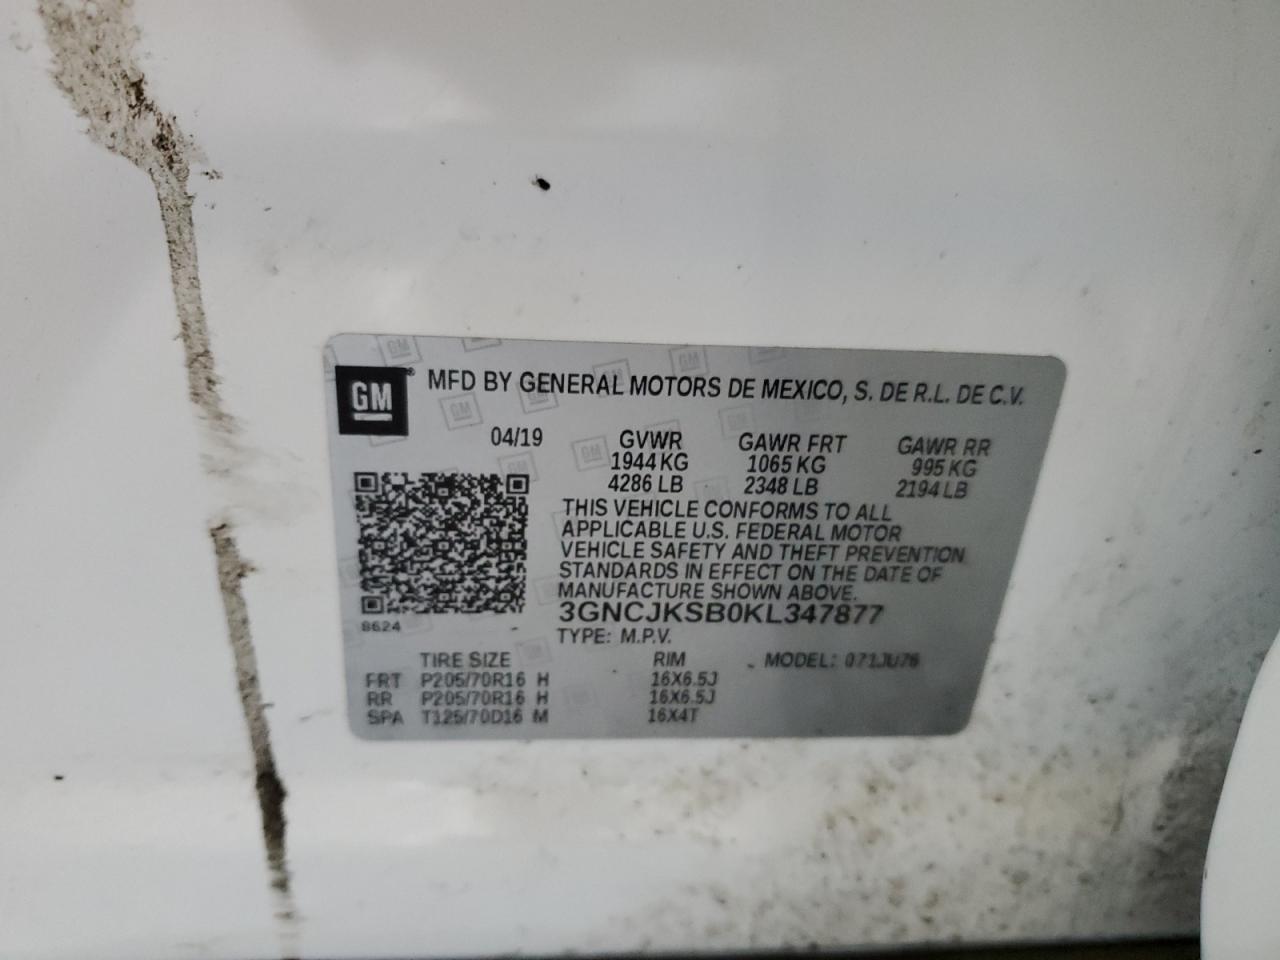 GM ® MFD BY GENERAL MOTORS DE MEXICO, S. DE R.L. DE C.V.
04/19 GVWR GAWR FRT GAWR RR
1944 KG 1065 KG 995 KG
4286 LB 2348 LB 2194 LB
THIS VEHICLE CONFORMS TO ALL
APPLICABLE U.S. FEDERAL MOTOR
VEHICLE SAFETY AND THEFT PREVENTION
STANDARDS IN EFFECT ON THE DATE OF
MANUFACTURE SHOWN ABOVE.
3GNCJKSB0KL347877
8624
TYPE: M.P.V.
TIRE SIZE RIM MODEL: 071JU76
FRT P205/70R16 H 16X6.5J
RR P205/70R16 H 16X6.5J
SPA T125/70D16 M 16X4T